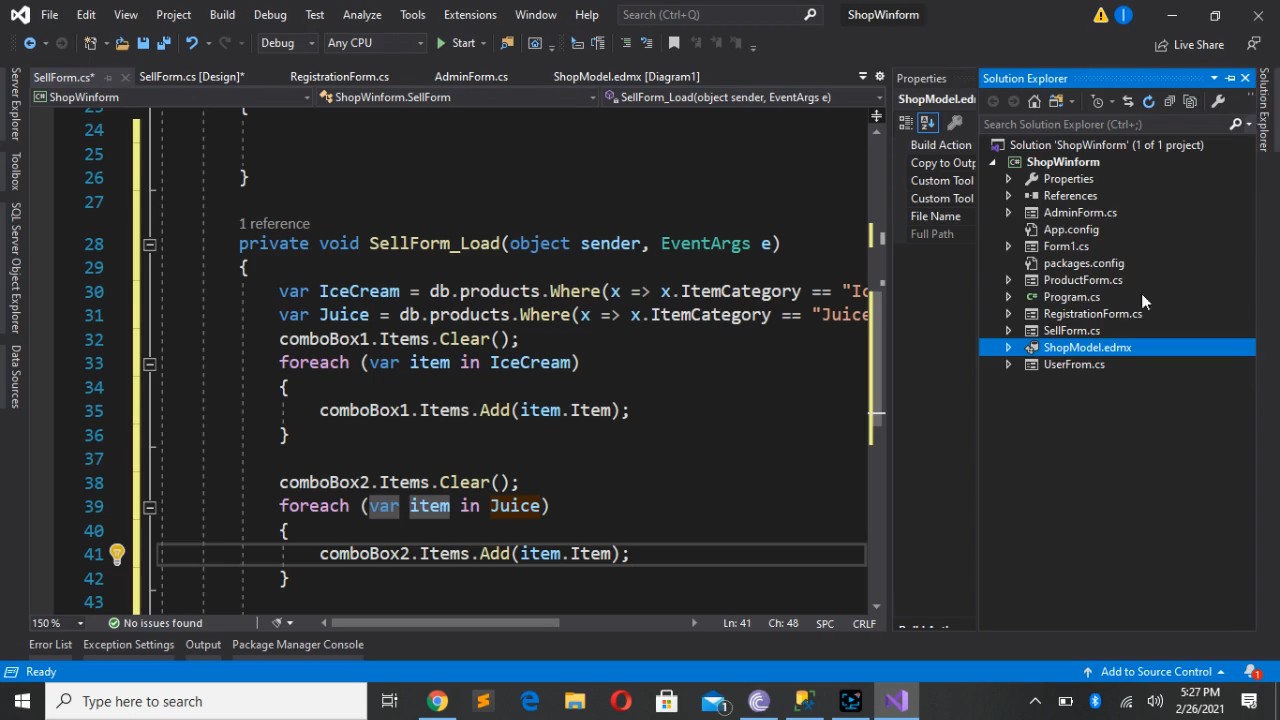 File Edit View Project Build Debug Test Analyze Tools Extensions Window Help Search (Ctrl+Q) ShopWinform
Debug Any CPU Start Live Share
SellForm.cs* SellForm.cs [Design]* RegistrationForm.cs AdminForm.cs ShopModel.edmx [Diagram1]
ShopWinform ShopWinform.SellForm SellForm_Load(object sender, EventArgs e)
Server Explorer
Toolbox
SQL Server Object Explorer
Data Sources
{
24
25
26 }
27
1 reference
28 private void SellForm_Load(object sender, EventArgs e)
29 {
30 var IceCream = db.products.Where(x => x.ItemCategory == "Ic
31 var Juice = db.products.Where(x => x.ItemCategory == "Juice
32 comboBox1.Items.Clear();
33 foreach (var item in IceCream)
34 {
35 comboBox1.Items.Add(item.Item);
36 }
37
38 comboBox2.Items.Clear();
39 foreach (var item in Juice)
40 {
41 comboBox2.Items.Add(item.Item);
42 }
43
150 % No issues found Ln: 41 Ch: 48 SPC CRLF
Properties
ShopModel.edm
Build Action
Copy to Outp
Custom Tool
Custom Tool
File Name
Full Path
Solution Explorer
Search Solution Explorer (Ctrl+;)
Solution 'ShopWinform' (1 of 1 project)
ShopWinform
Properties
References
AdminForm.cs
App.config
Form1.cs
packages.config
ProductForm.cs
Program.cs
RegistrationForm.cs
SellForm.cs
ShopModel.edmx
UserFrom.cs
Solution Explorer
Error List Exception Settings Output Package Manager Console
Ready Add to Source Control 1
Type here to search 1 5:27 PM
2/26/2021